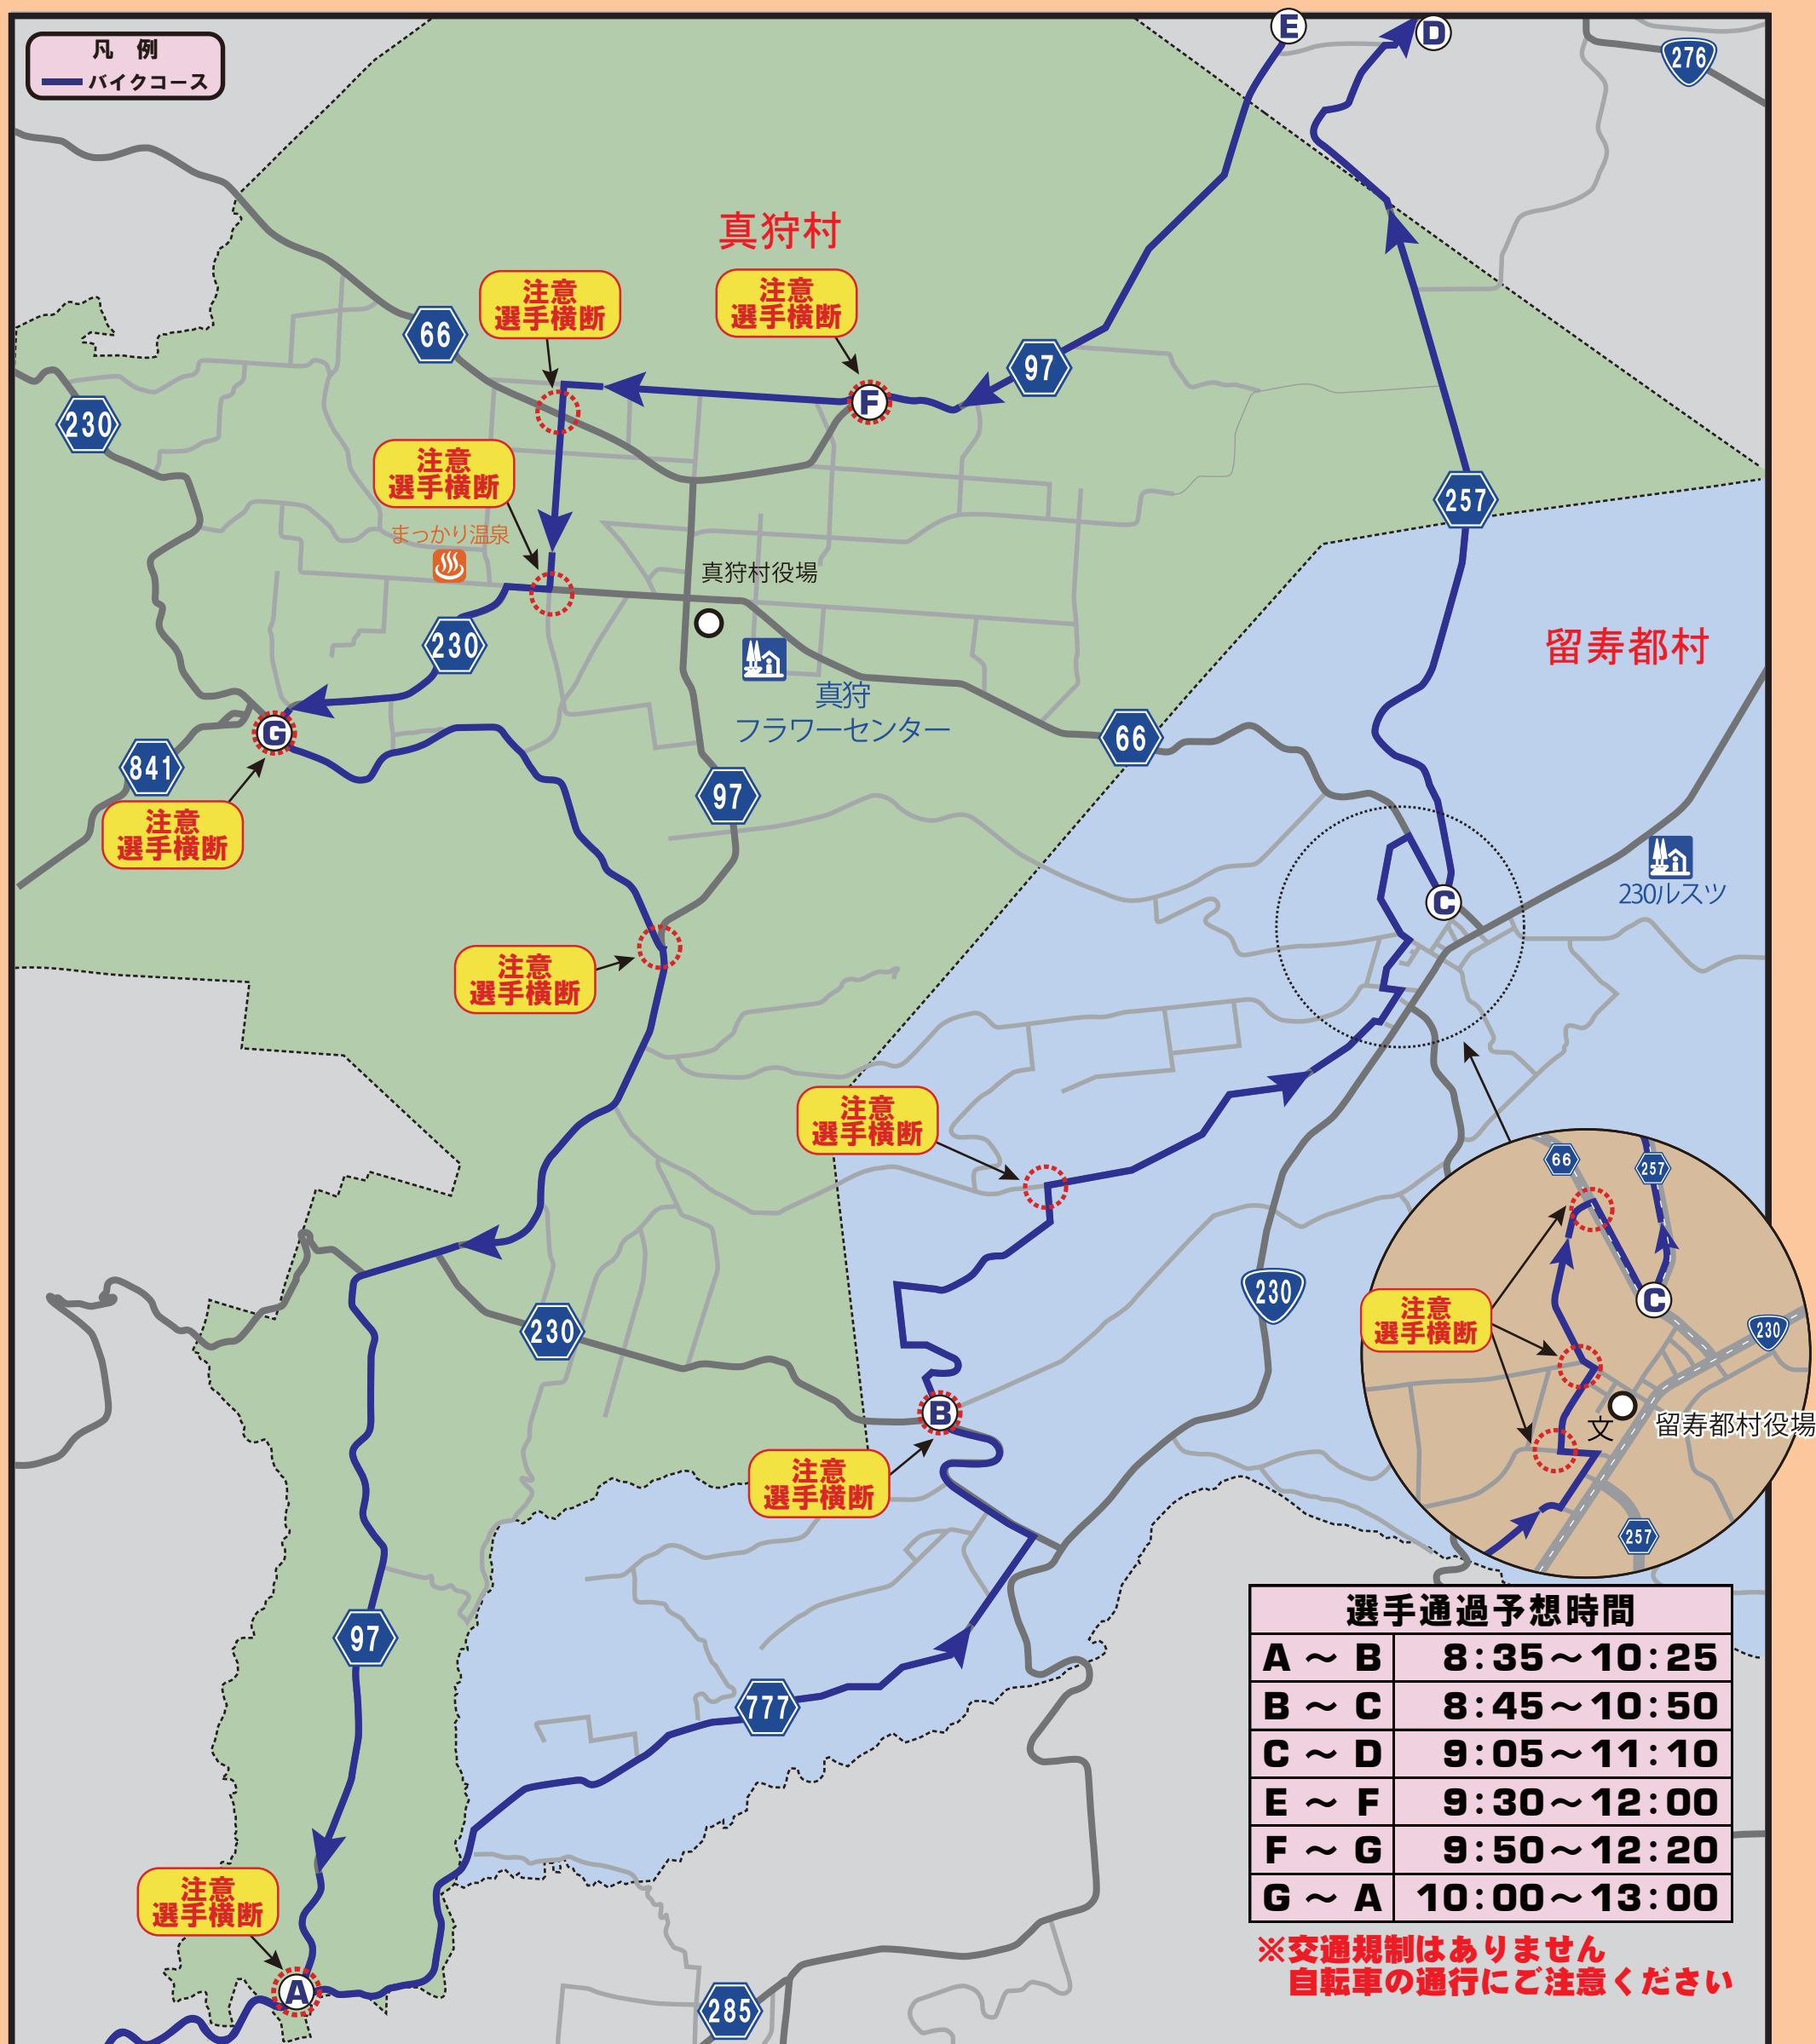 凡 例
バイクコース
E
D
276
真狩村
注意
選手横断
注意
選手横断
66
97
F
230
注意
選手横断
257
まっかり温泉
真狩村役場
230
留寿都村
真狩
フラワーセンター
G
66
841
97
注意
選手横断
230ルスツ
C
注意
選手横断
注意
選手横断
66
257
230
C
230
注意
選手横断
230
B
文
留寿都村役場
注意
選手横断
257
97
777
選手通過予想時間
A ～ B 8:35～10:25
B ～ C 8:45～10:50
C ～ D 9:05～11:10
E ～ F 9:30～12:00
F ～ G 9:50～12:20
G ～ A 10:00～13:00
注意
選手横断
※交通規制はありません
自転車の通行にご注意ください
A
285